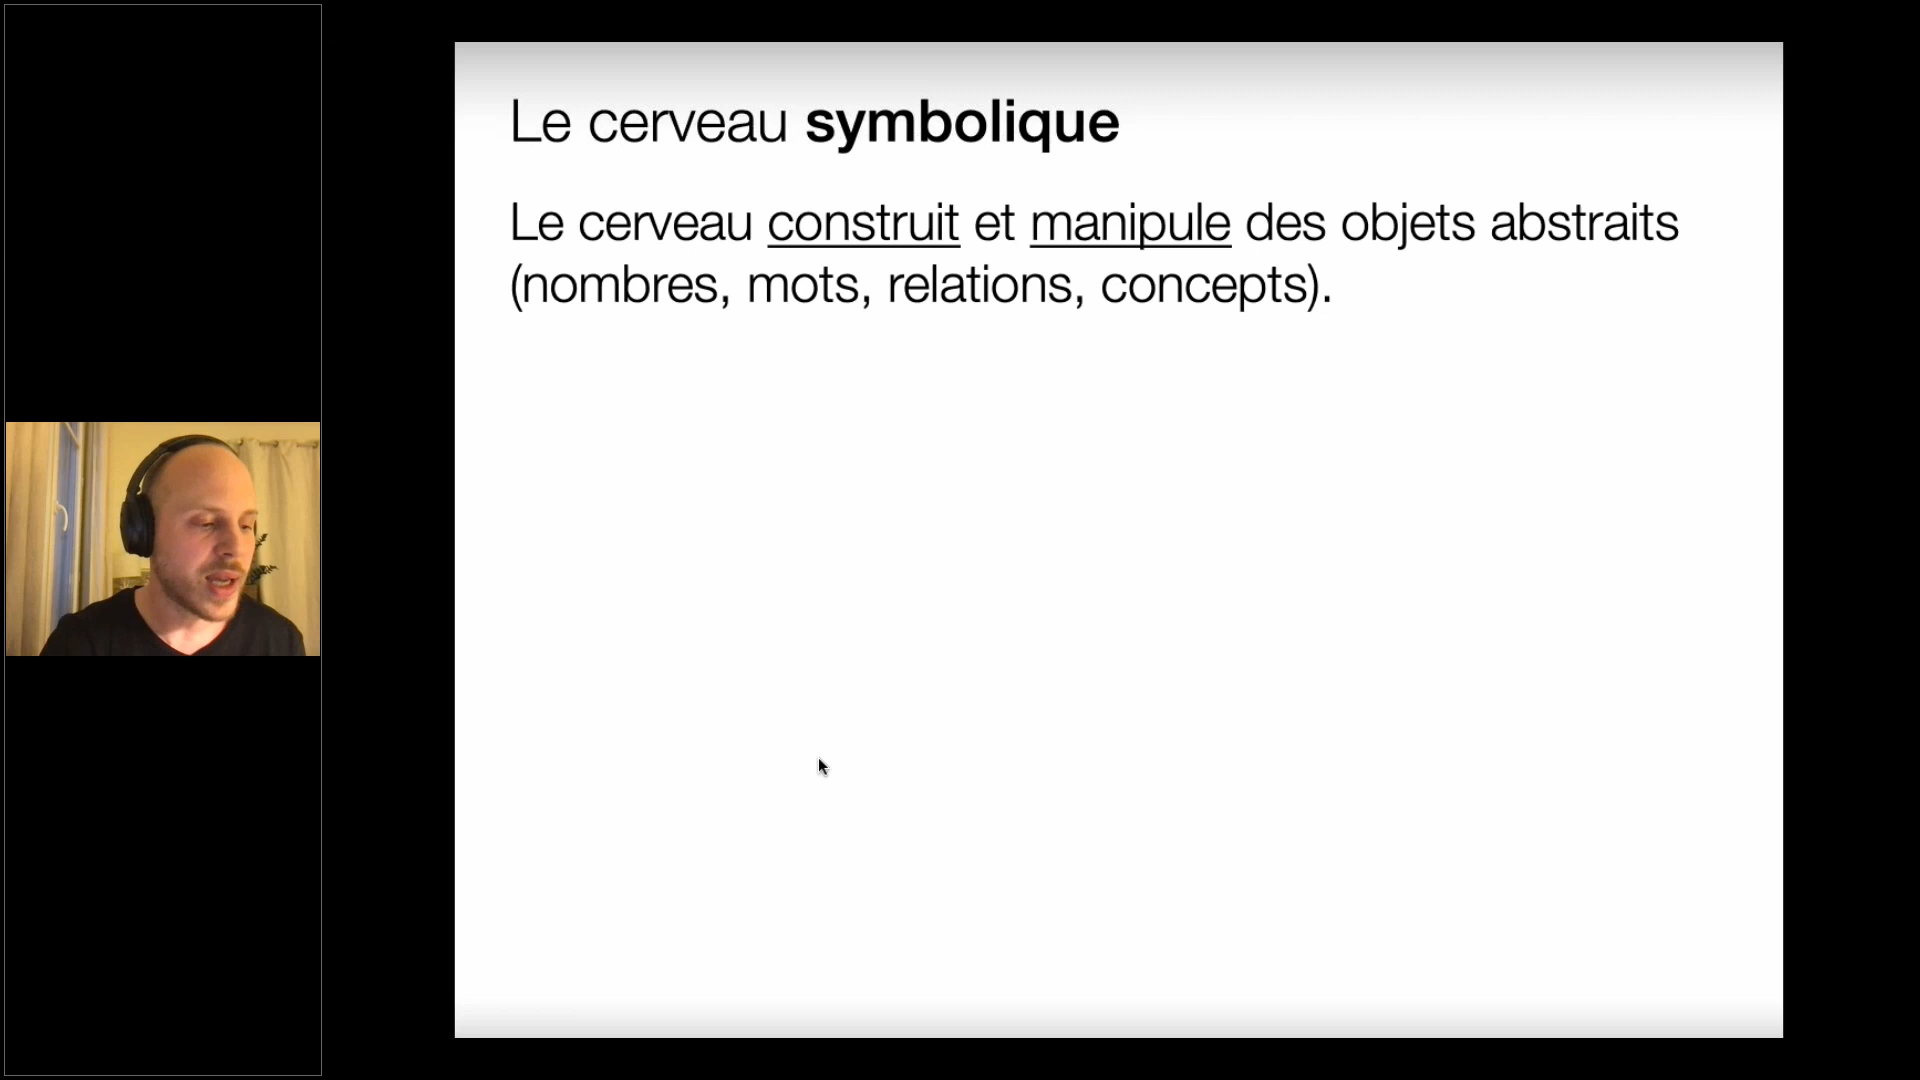 Le cerveau symbolique
Le cerveau construit et manipule des objets abstraits
(nombres, mots, relations, concepts).